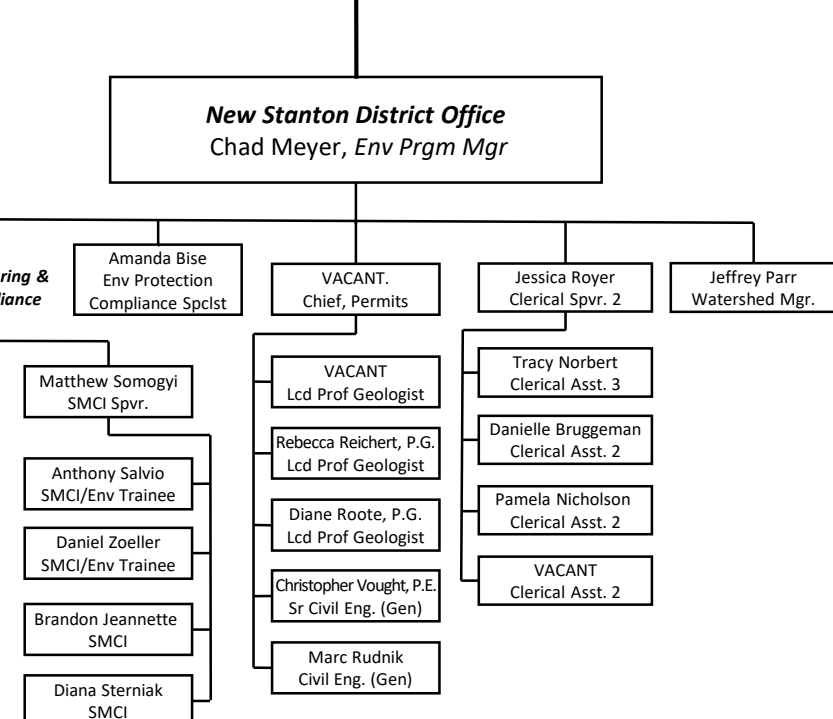 New Stanton District Office
Chad Meyer, Env Prgm Mgr
Amanda Bise
Env Protection
Compliance Spclst
VACANT.
Chief, Permits
Jessica Royer
Clerical Spvr. 2
Jeffrey Parr
Watershed Mgr.
ring &
liance
Matthew Somogyi
SMCI Spvr.
Anthony Salvio
SMCI/Env Trainee
Daniel Zoeller
SMCI/Env Trainee
Brandon Jeannette
SMCI
Diana Sterniak
SMCI
VACANT
Lcd Prof Geologist
Rebecca Reichert, P.G.
Lcd Prof Geologist
Diane Roote, P.G.
Lcd Prof Geologist
Christopher Vought, P.E.
Sr Civil Eng. (Gen)
Marc Rudnik
Civil Eng. (Gen)
Tracy Norbert
Clerical Asst. 3
Danielle Bruggeman
Clerical Asst. 2
Pamela Nicholson
Clerical Asst. 2
VACANT
Clerical Asst. 2